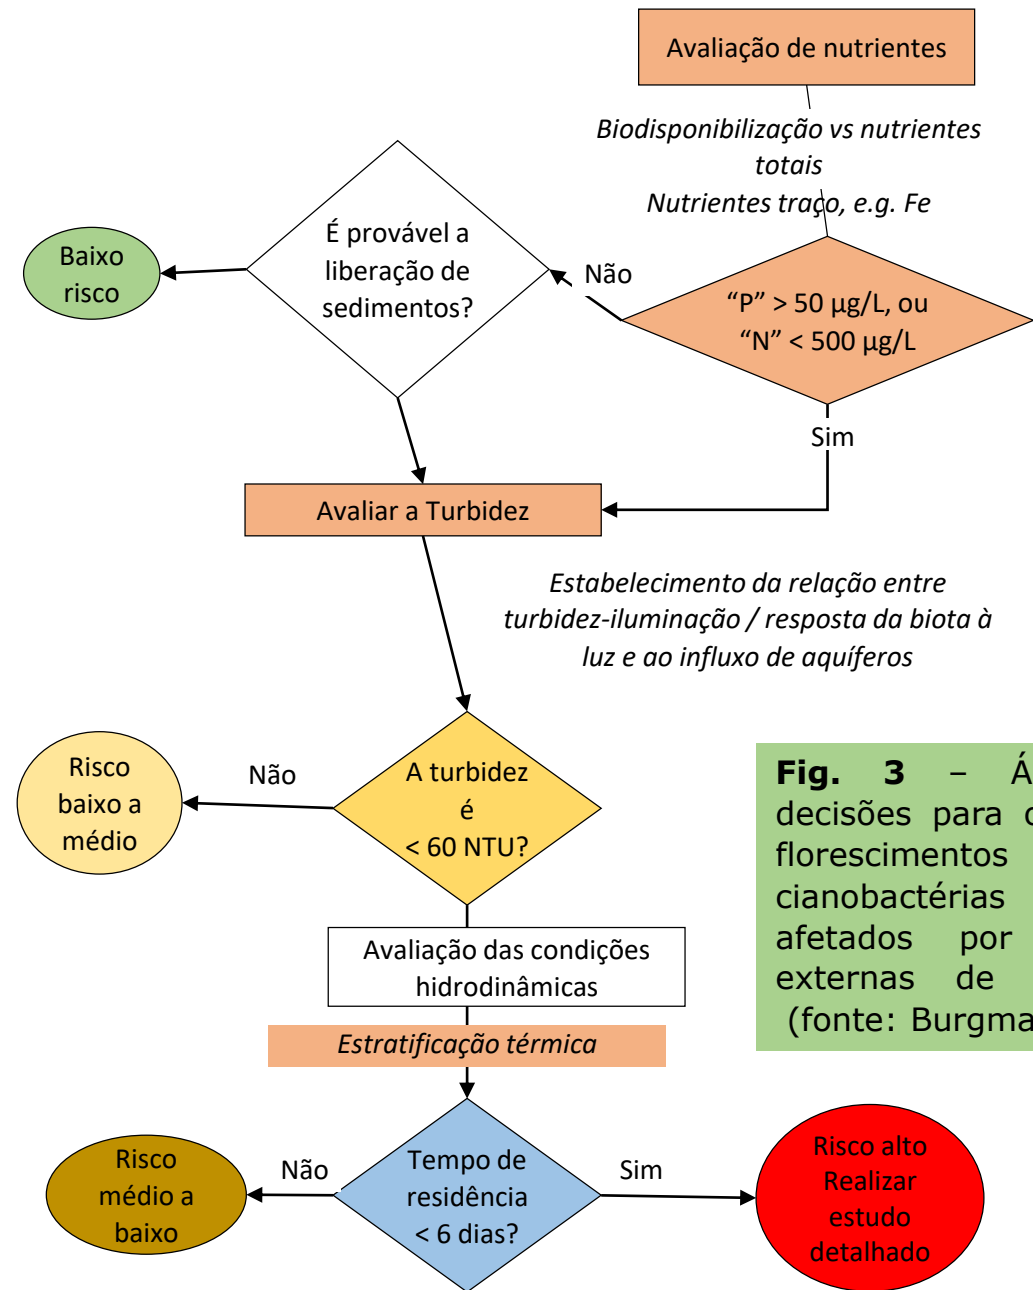 Avaliação de nutrientes
Biodisponibilização vs nutrientes
totais
Nutrientes traço, e.g. Fe
É provável a
liberação de
sedimentos?
Baixo
risco
Não
“P” > 50 µg/L, ou
“N” < 500 µg/L
Sim
Avaliar a Turbidez
Estabelecimento da relação entre
turbidez-iluminação / resposta da biota à
luz e ao influxo de aquíferos
Risco
baixo a
médio
Não
A turbidez
é
< 60 NTU?
Fig. 3 –
decisões para
florescimentos
cianobactérias
afetados por
externas de
(fonte:
Avaliação das condições
hidrodinâmicas
Estratificação térmica
Risco
médio a
baixo
Não
Tempo de
residência
< 6 dias?
Sim
Risco alto
Realizar
estudo
detalhado